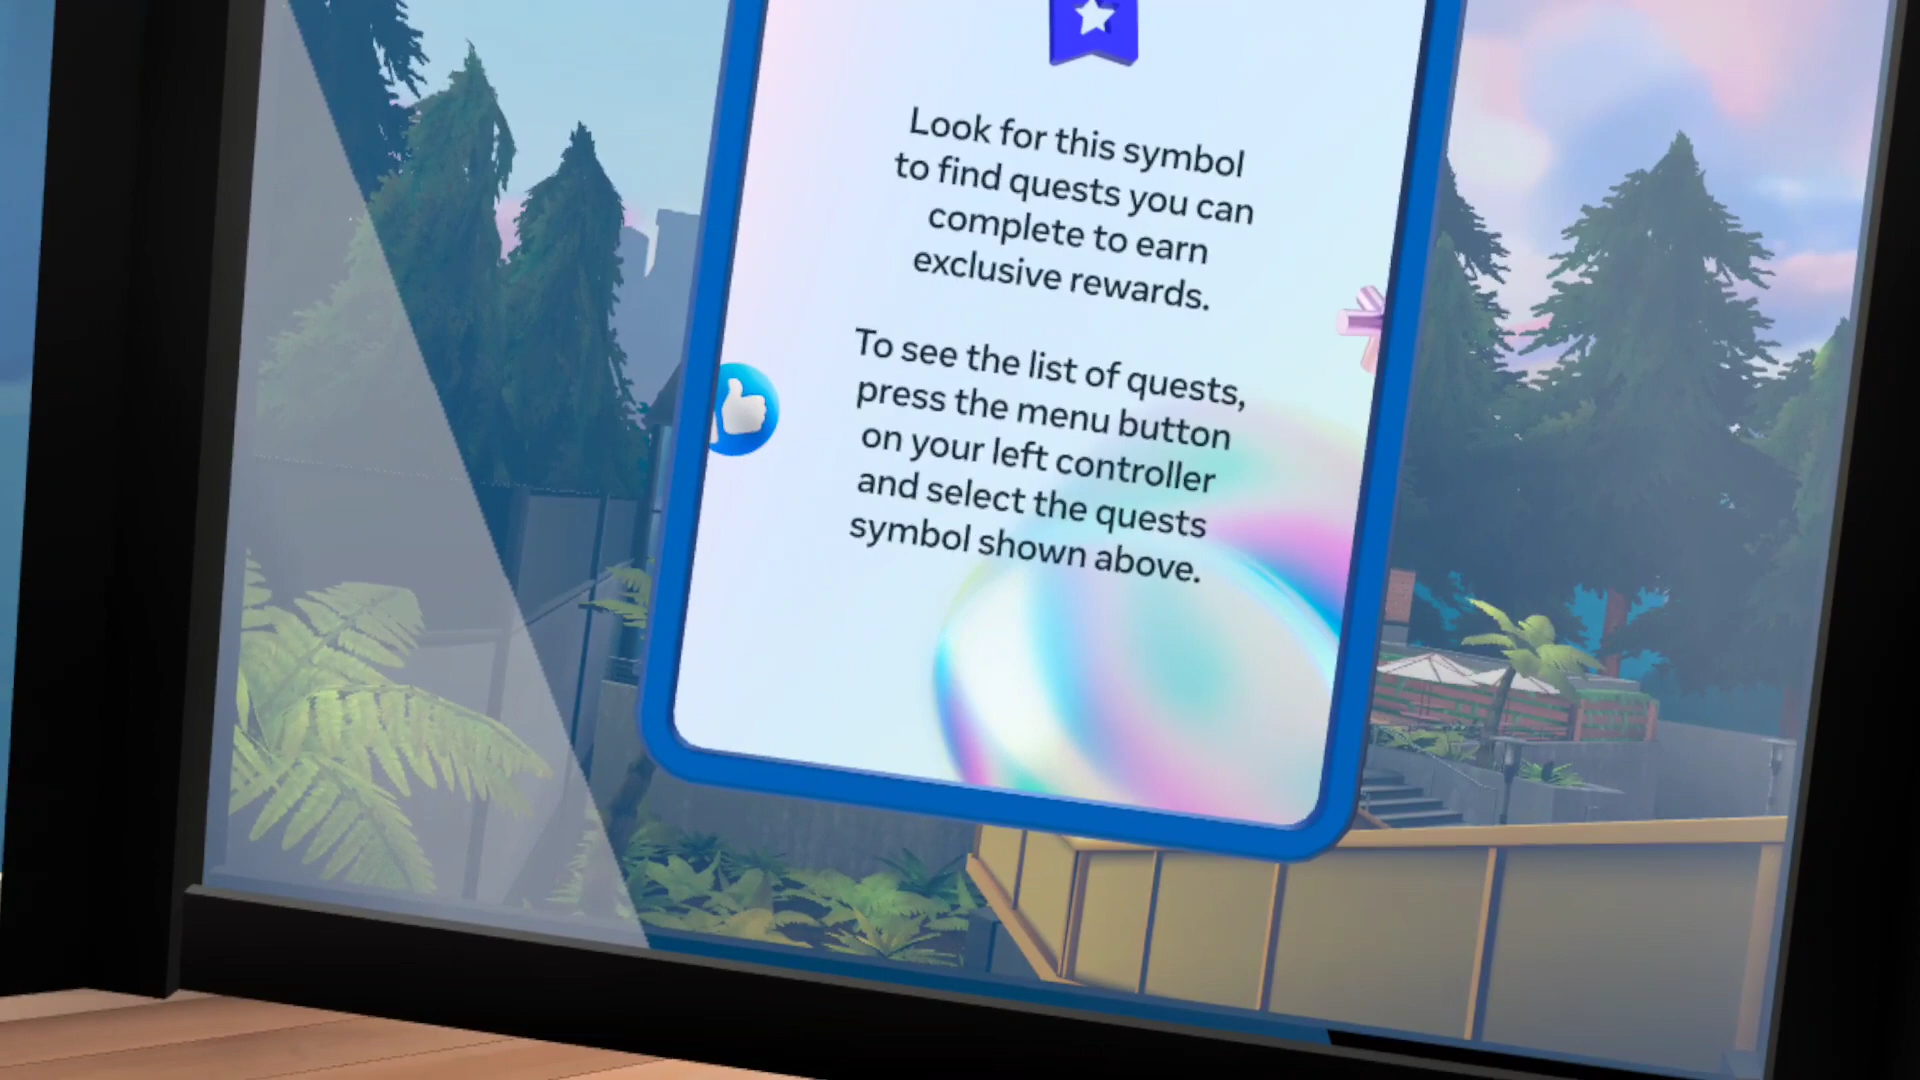 Look for this symbol
to find quests you can
complete to earn
exclusive rewards.
To see the list of quests,
press the menu button
on your left controller
and select the quests
symbol shown above.